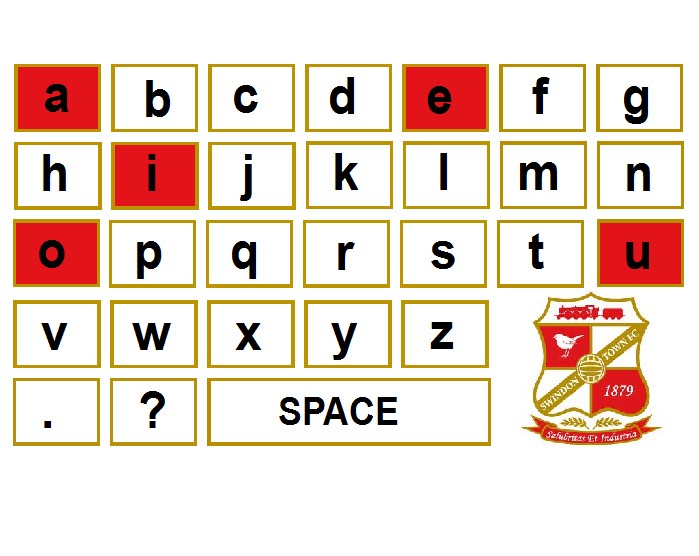 a b c d e f g
h i j k l m n
o p q r s t u
v w x y z
. ? SPACE
SWINDON TOWN FC
1879
Salubritas Et Industria